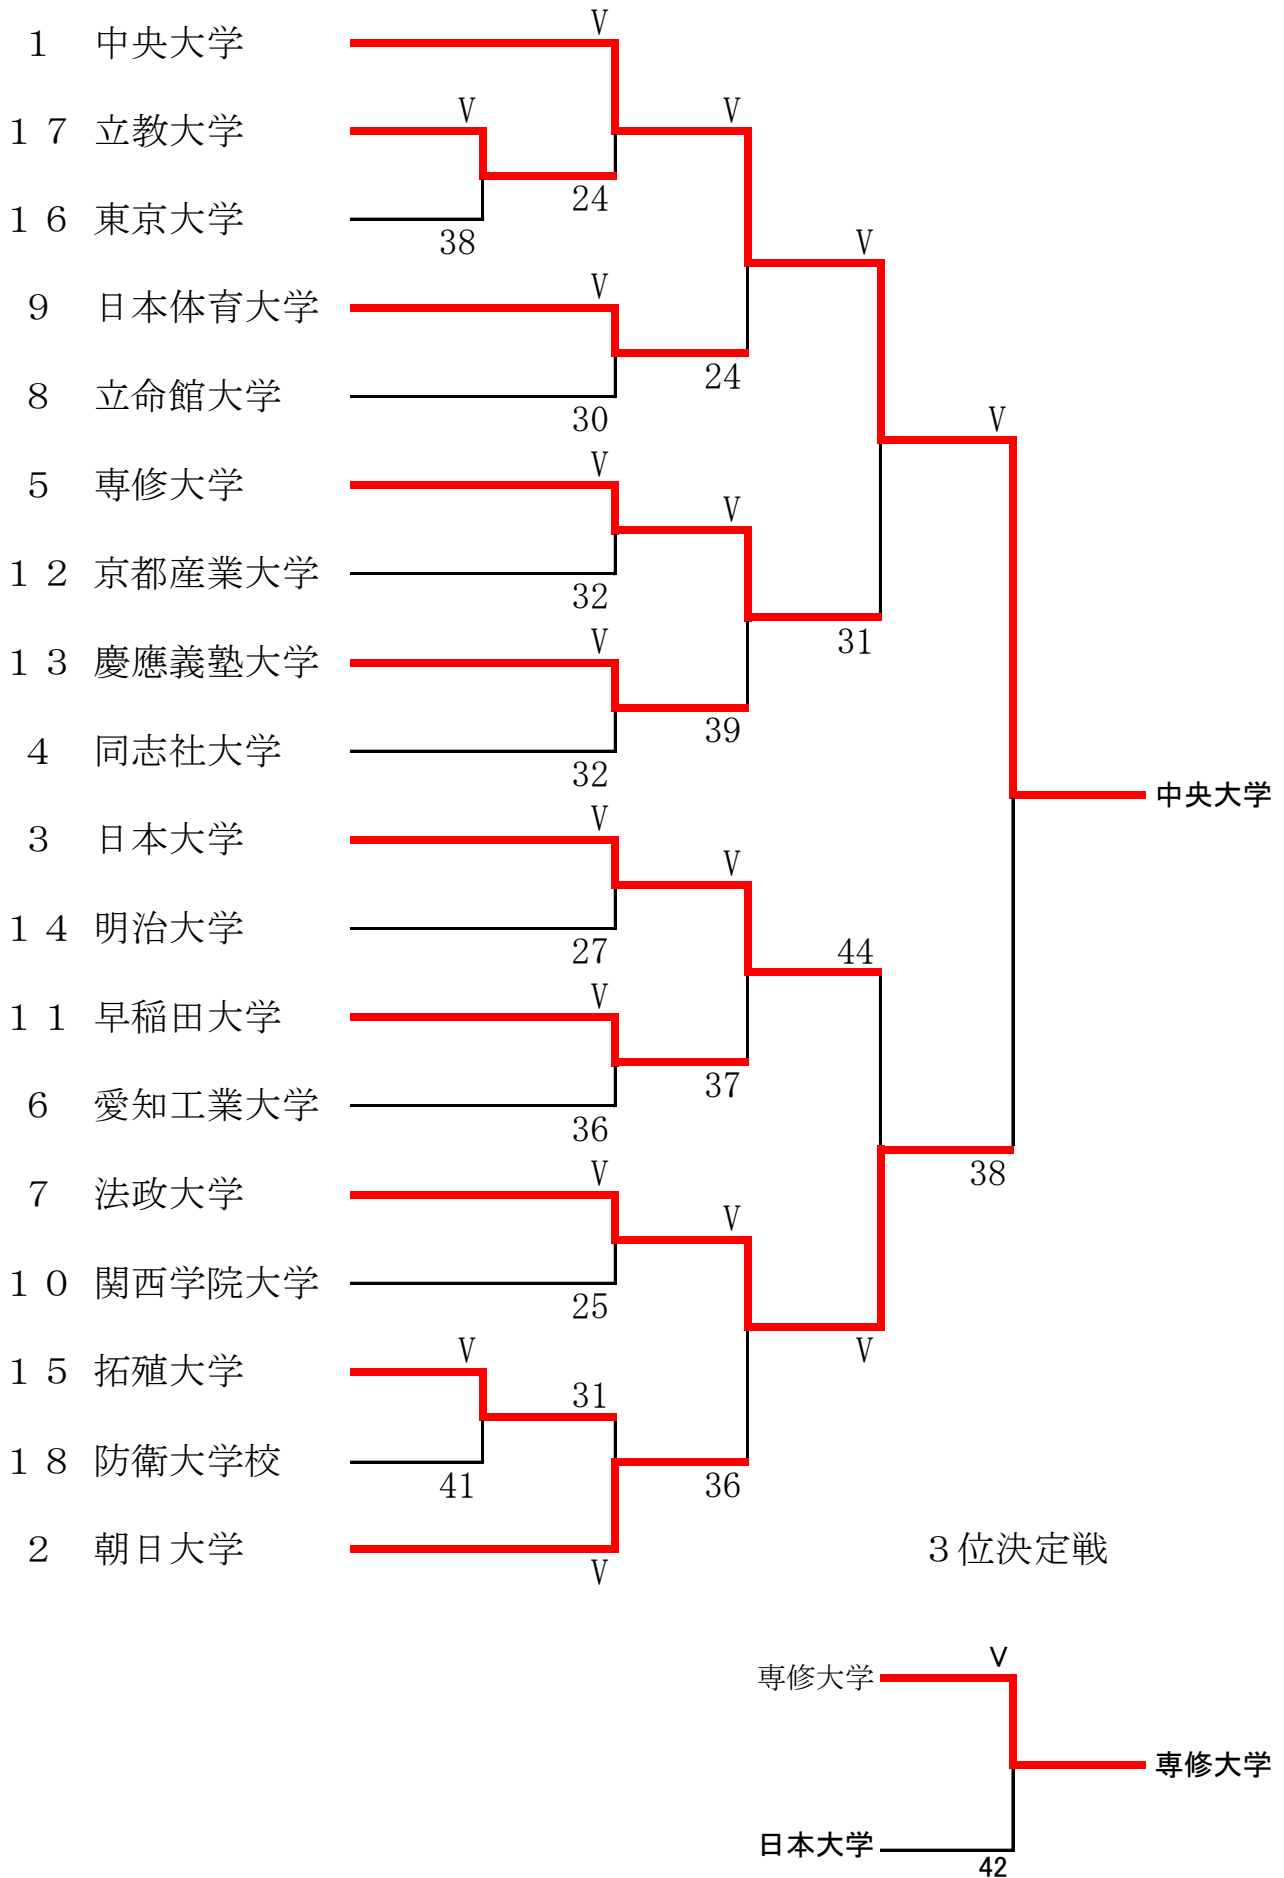 V
１ 中央大学
V
V
１７ 立教大学
24
１６ 東京大学
38
V
V
９ 日本体育大学
24
８ 立命館大学
30
V
V
５ 専修大学
V
１２ 京都産業大学
32
V
31
１３ 慶應義塾大学
39
４ 同志社大学
32
中央大学
V
３ 日本大学
V
１４ 明治大学
27
44
V
１１ 早稲田大学
37
６ 愛知工業大学
36
V
38
７ 法政大学
V
１０ 関西学院大学
25
V
V
１５ 拓殖大学
31
１８ 防衛大学校
41
36
２ 朝日大学
３位決定戦
V
V
専修大学
専修大学
日本大学
42